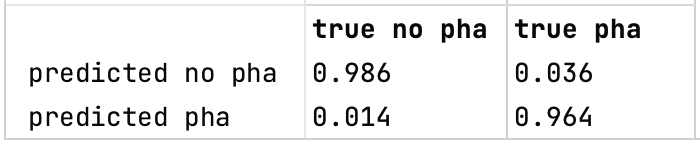 true no pha true pha
predicted no pha 0.986 0.036
predicted pha 0.014 0.964